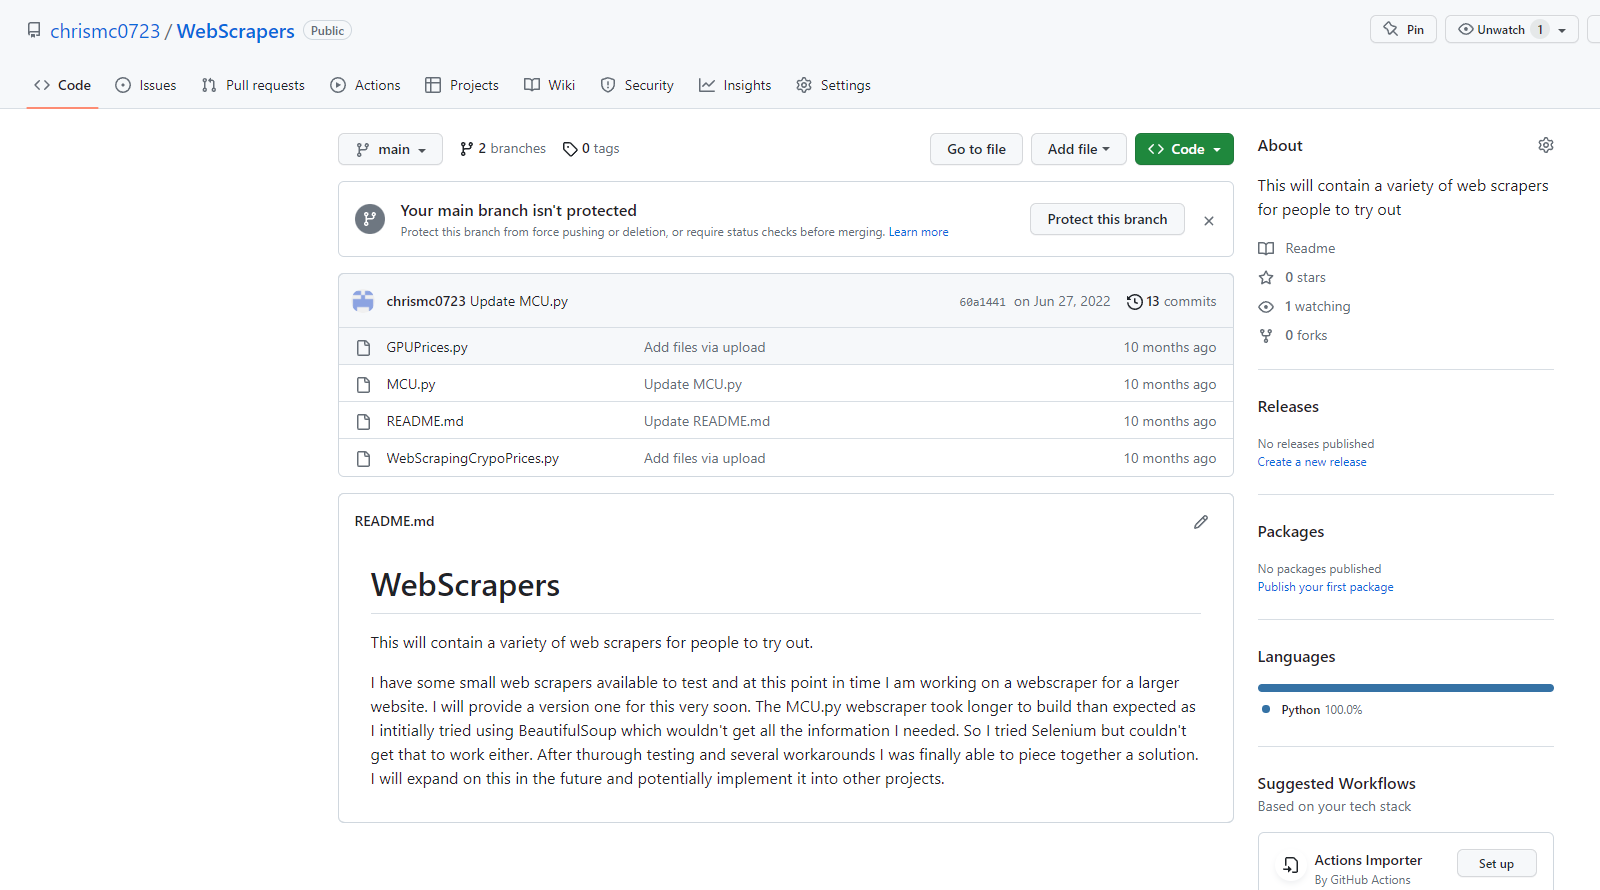 chrismc0723 / WebScrapers Public
Pin
Unwatch 1
Code Issues Pull requests Actions Projects Wiki Security Insights Settings
main 2 branches 0 tags
Go to file Add file Code
Your main branch isn't protected
Protect this branch from force pushing or deletion, or require status checks before merging. Learn more
Protect this branch
chrismc0723 Update MCU.py 60a1441 on Jun 27, 2022 13 commits
GPUPrices.py Add files via upload 10 months ago
MCU.py Update MCU.py 10 months ago
README.md Update README.md 10 months ago
WebScrapingCrypoPrices.py Add files via upload 10 months ago
README.md
WebScrapers
This will contain a variety of web scrapers for people to try out.
I have some small web scrapers available to test and at this point in time I am working on a webscraper for a larger
website. I will provide a version one for this very soon. The MCU.py webscraper took longer to build than expected as
I intitially tried using BeautifulSoup which wouldn't get all the information I needed. So I tried Selenium but couldn't
get that to work either. After thurough testing and several workarounds I was finally able to piece together a solution.
I will expand on this in the future and potentially implement it into other projects.
About
This will contain a variety of web scrapers
for people to try out
Readme
0 stars
1 watching
0 forks
Releases
No releases published
Create a new release
Packages
No packages published
Publish your first package
Languages
Python 100.0%
Suggested Workflows
Based on your tech stack
Actions Importer
By GitHub Actions
Set up